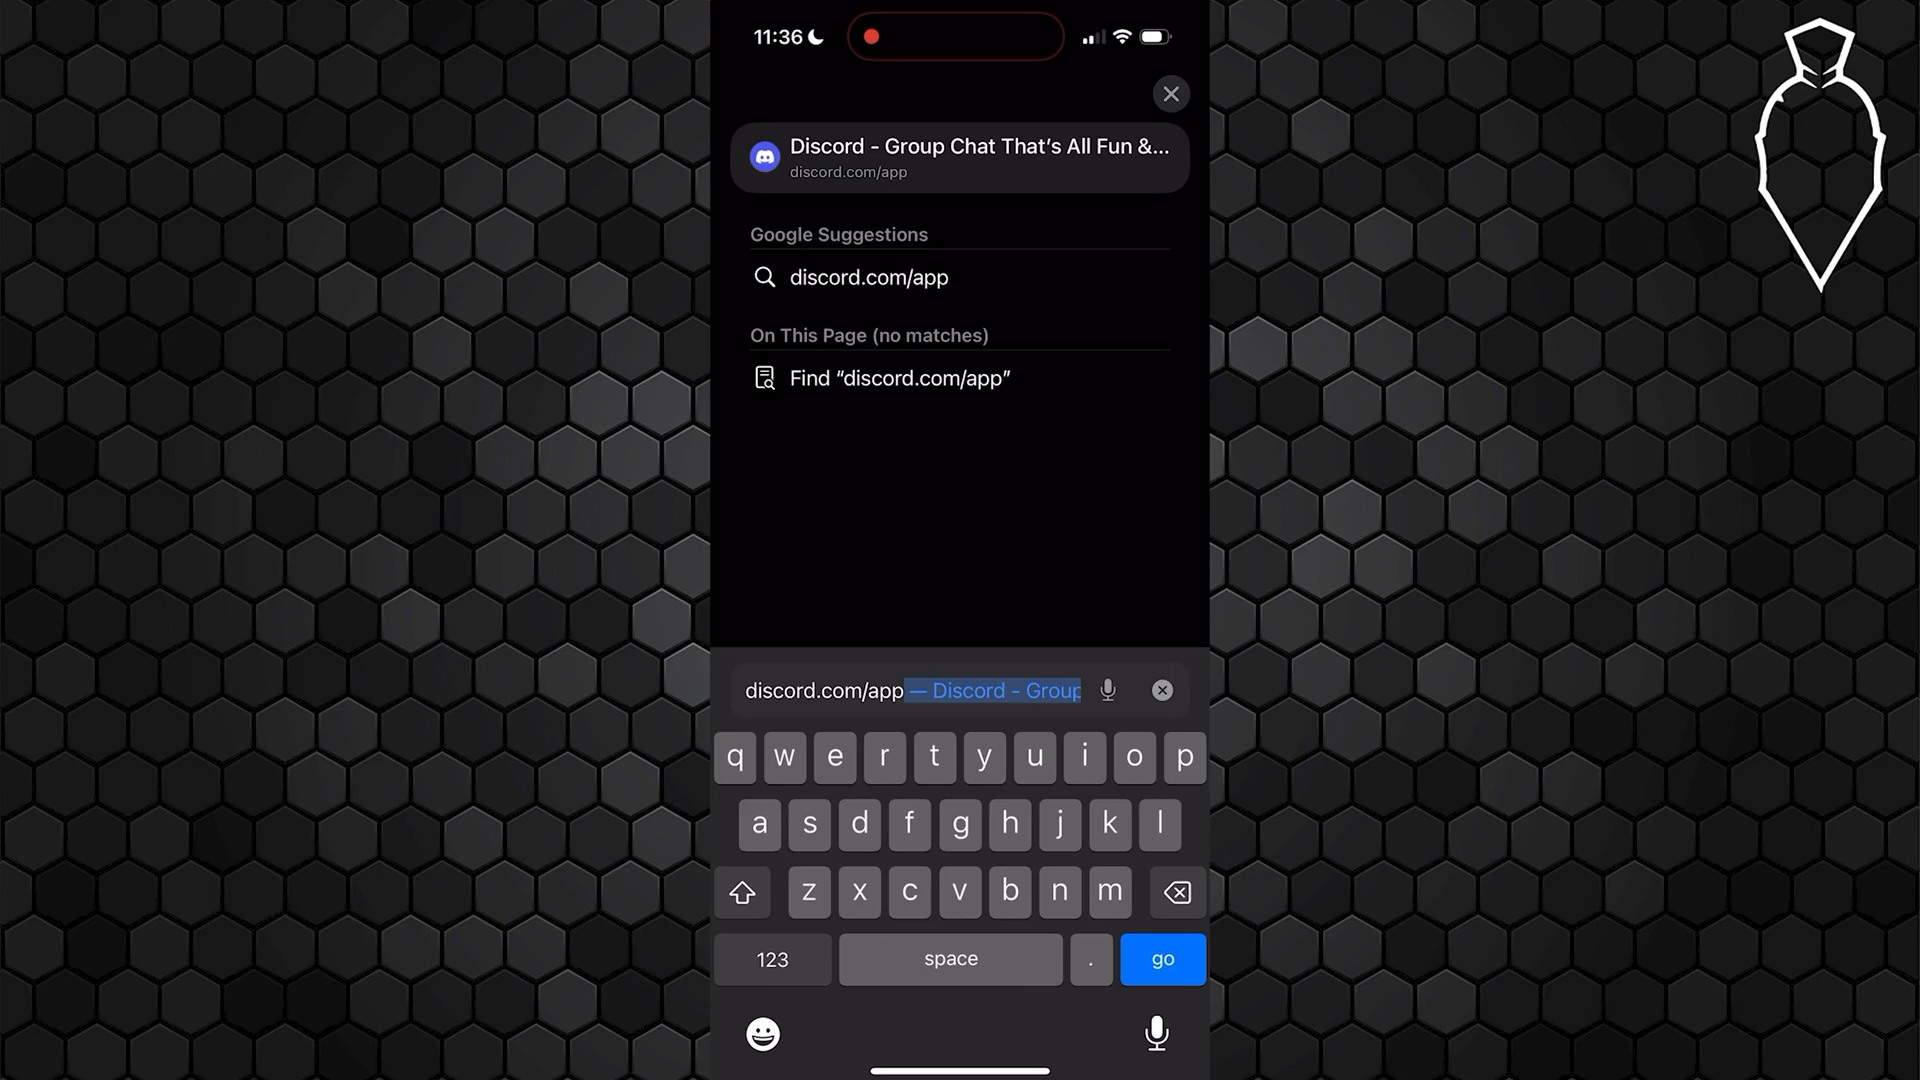 11:36
Discord - Group Chat That's All Fun &...
discord.com/app
Google Suggestions
discord.com/app
On This Page (no matches)
Find “discord.com/app”
discord.com/app — Discord - Group
q w e r t y u i o p
a s d f g h j k l
z x c v b n m
123 space . go